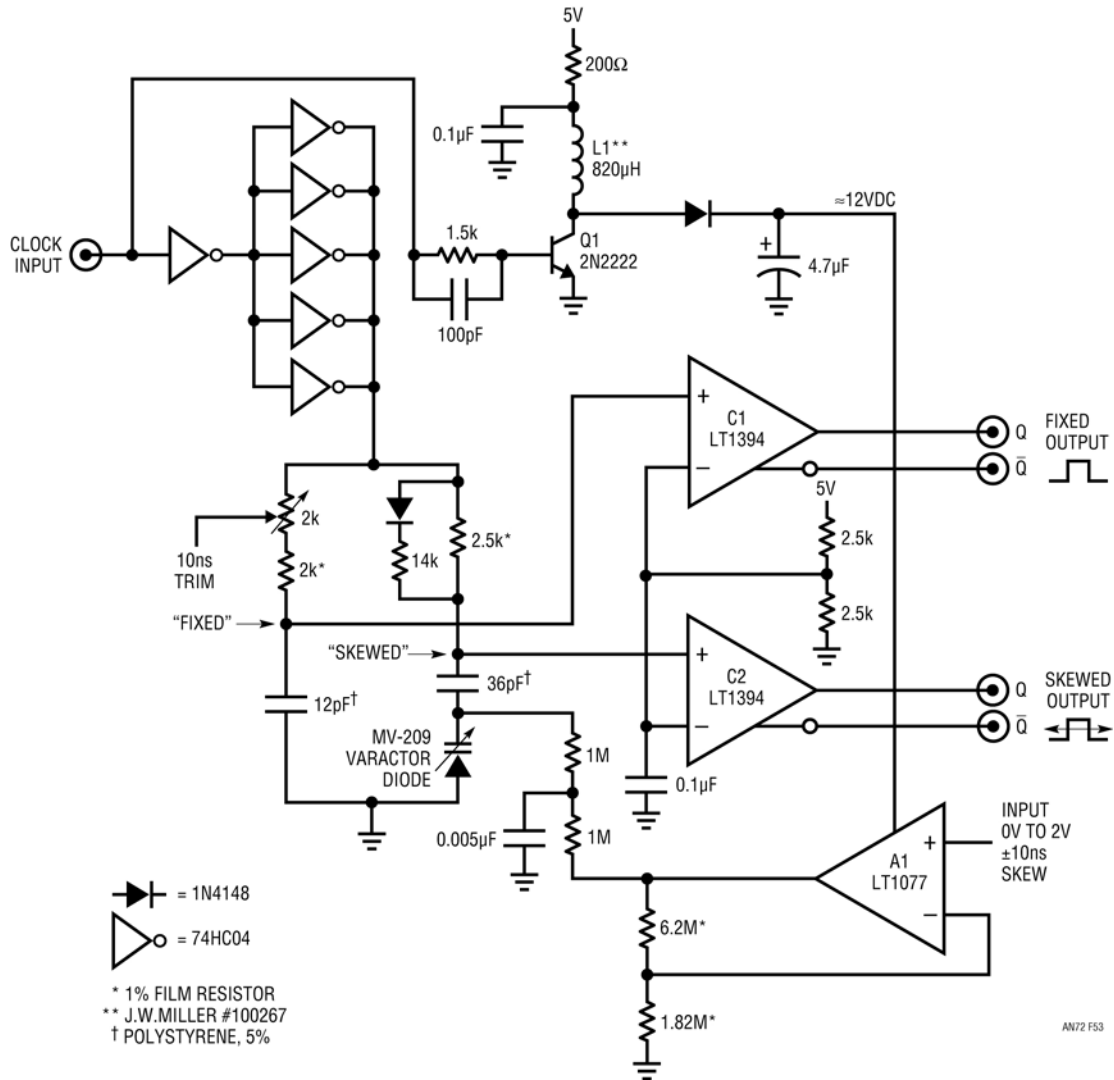 5V
200Ω
0.1µF
L1**
820µH
≈12VDC
CLOCK
INPUT
1.5k
Q1
2N2222
+
4.7µF
100pF
+
C1
LT1394
−
Q
FIXED
OUTPUT
Q̅
5V
2k
2.5k*
2.5k
10ns
TRIM
2k*
14k
2.5k
"FIXED"
"SKEWED"
+
C2
LT1394
−
Q
SKEWED
OUTPUT
Q̅
12pF†
36pF†
MV-209
VARACTOR
DIODE
1M
0.1µF
0.005µF
1M
INPUT
0V TO 2V
±10ns
SKEW
+
A1
LT1077
−
= 1N4148
6.2M*
= 74HC04
* 1% FILM RESISTOR
** J.W.MILLER #100267
† POLYSTYRENE, 5%
1.82M*
AN72 F53